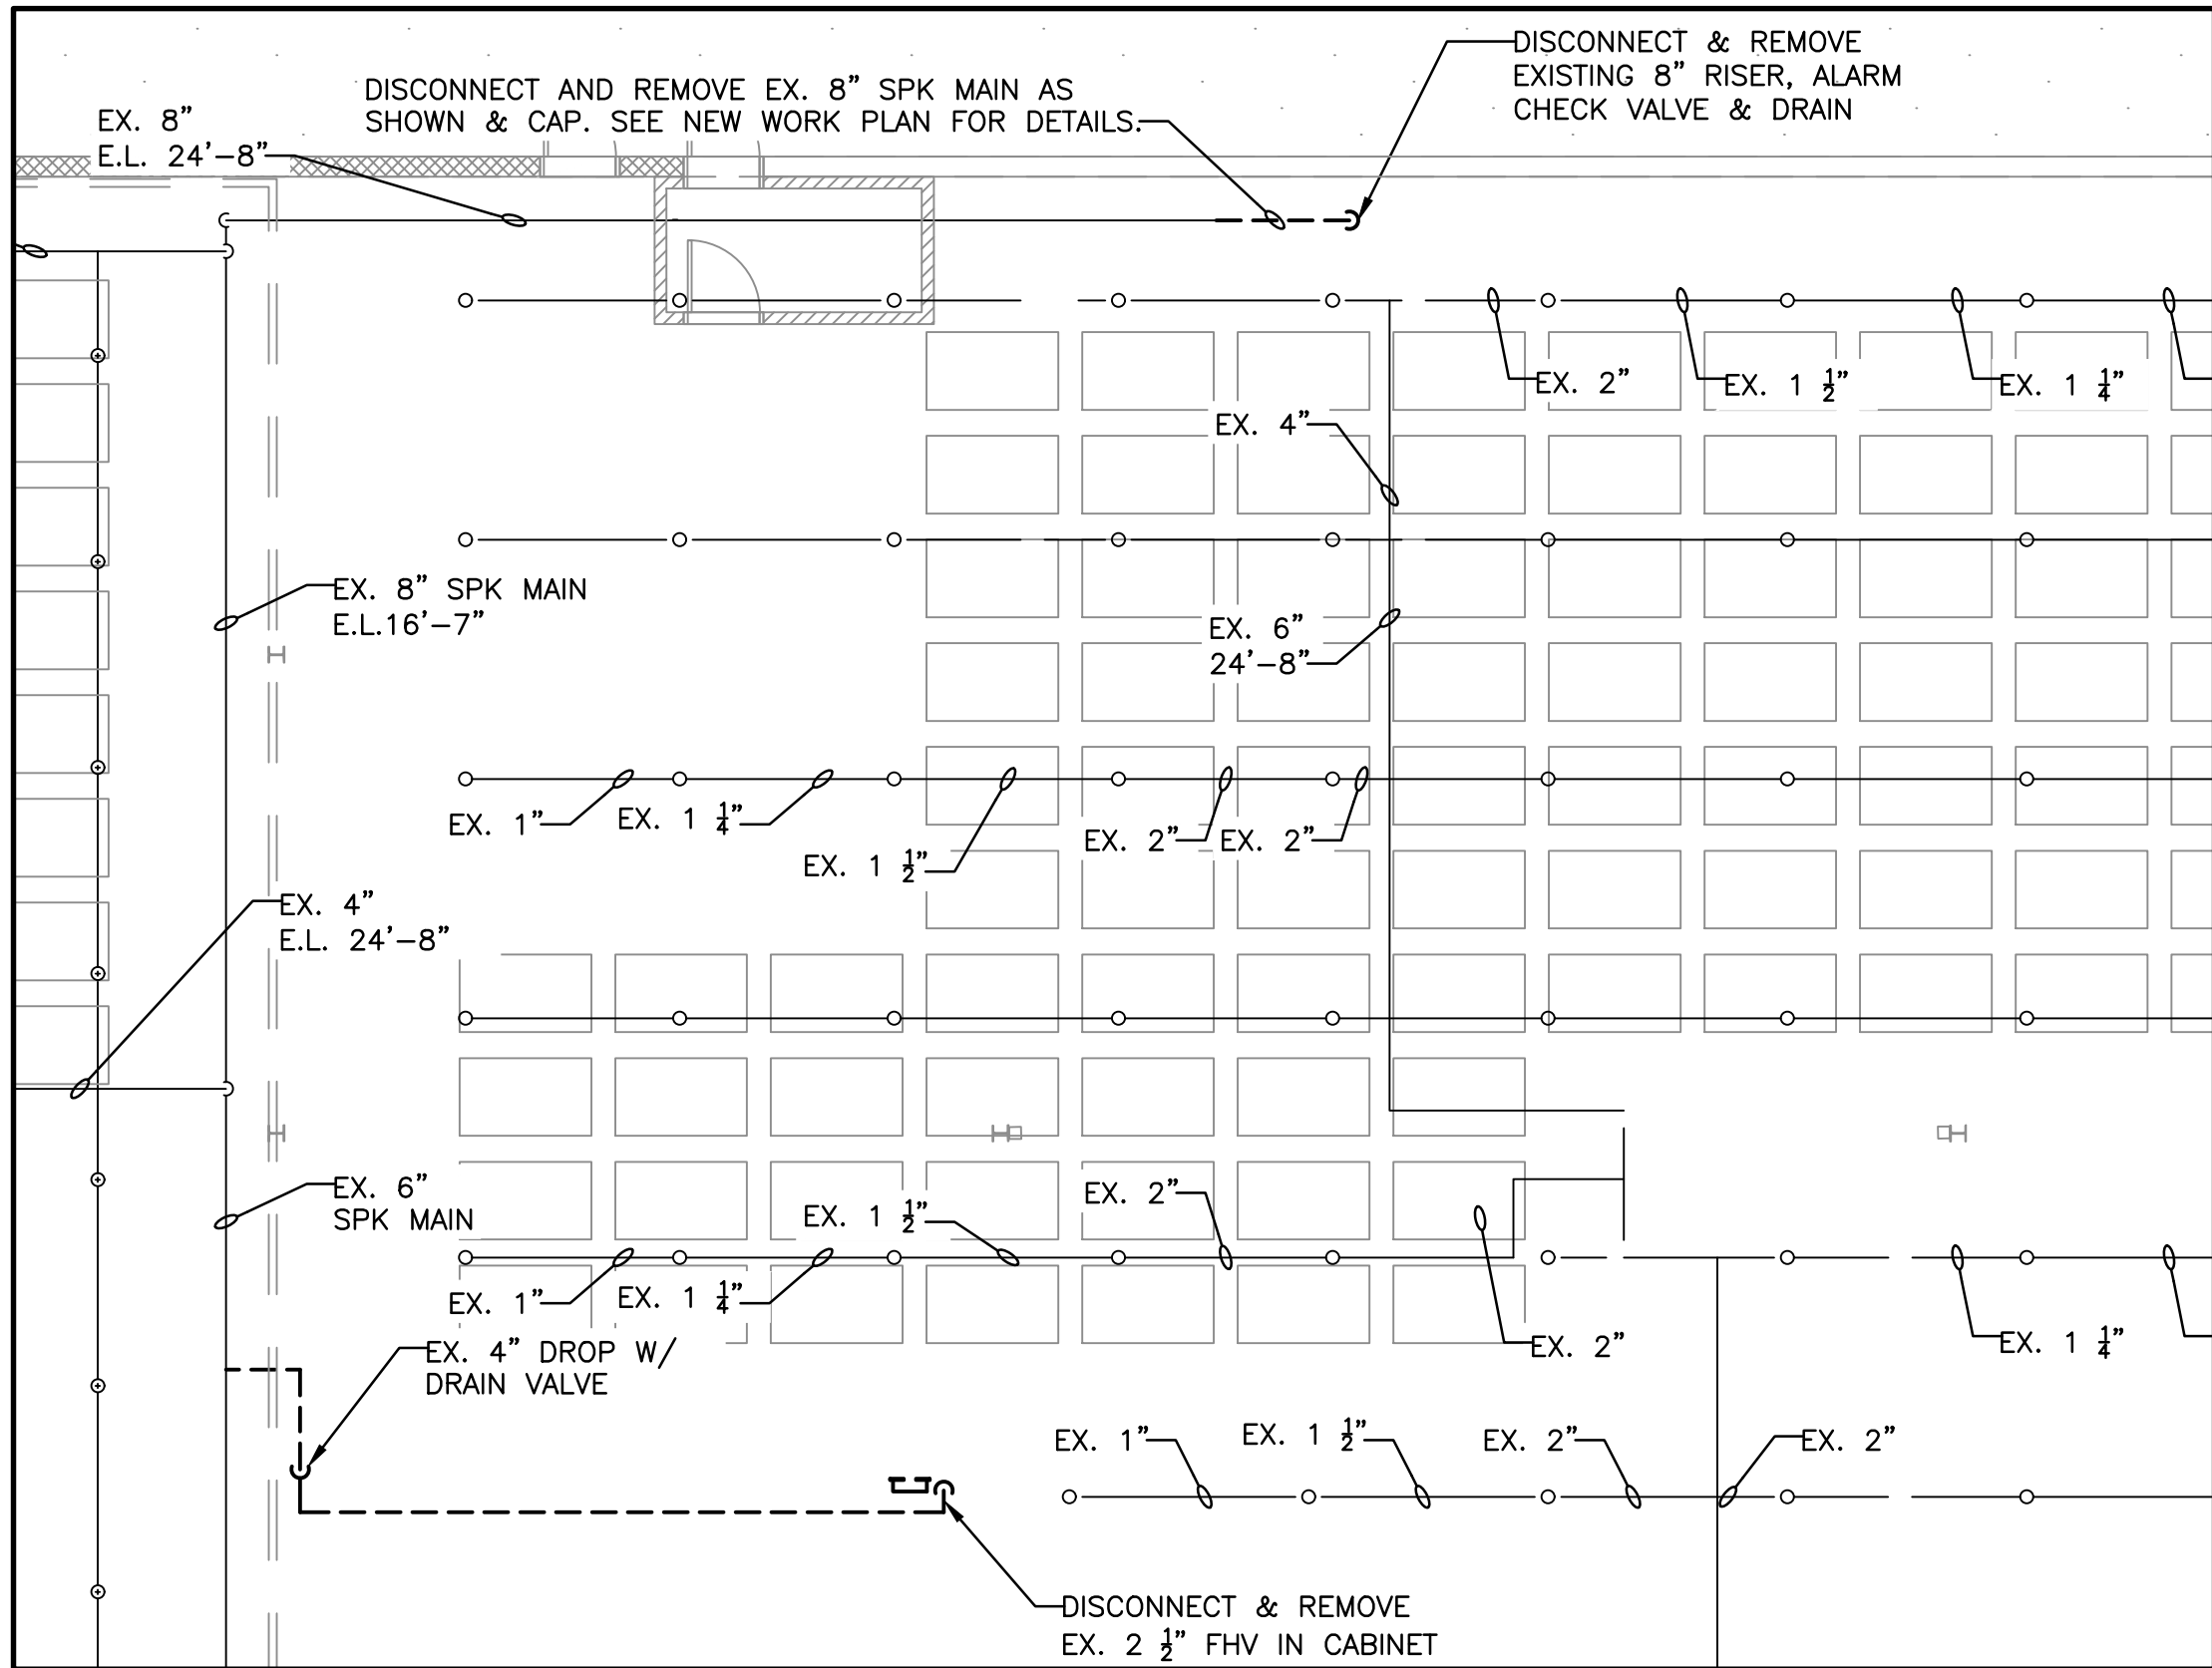 DISCONNECT & REMOVE
EXISTING 8" RISER, ALARM
CHECK VALVE & DRAIN
DISCONNECT AND REMOVE EX. 8" SPK MAIN AS
SHOWN & CAP. SEE NEW WORK PLAN FOR DETAILS.
EX. 8"
E.L. 24'-8"
EX. 2"
EX. 1 1/2"
EX. 1 1/4"
EX. 4"
EX. 8" SPK MAIN
E.L.16'-7"
EX. 6"
24'-8"
EX. 1"
EX. 1 1/4"
EX. 1 1/2"
EX. 2"
EX. 2"
EX. 4"
E.L. 24'-8"
EX. 6"
SPK MAIN
EX. 1 1/2"
EX. 2"
EX. 1"
EX. 1 1/4"
EX. 2"
EX. 1 1/4"
EX. 4" DROP W/
DRAIN VALVE
EX. 1"
EX. 1 1/2"
EX. 2"
EX. 2"
DISCONNECT & REMOVE
EX. 2 1/2" FHV IN CABINET